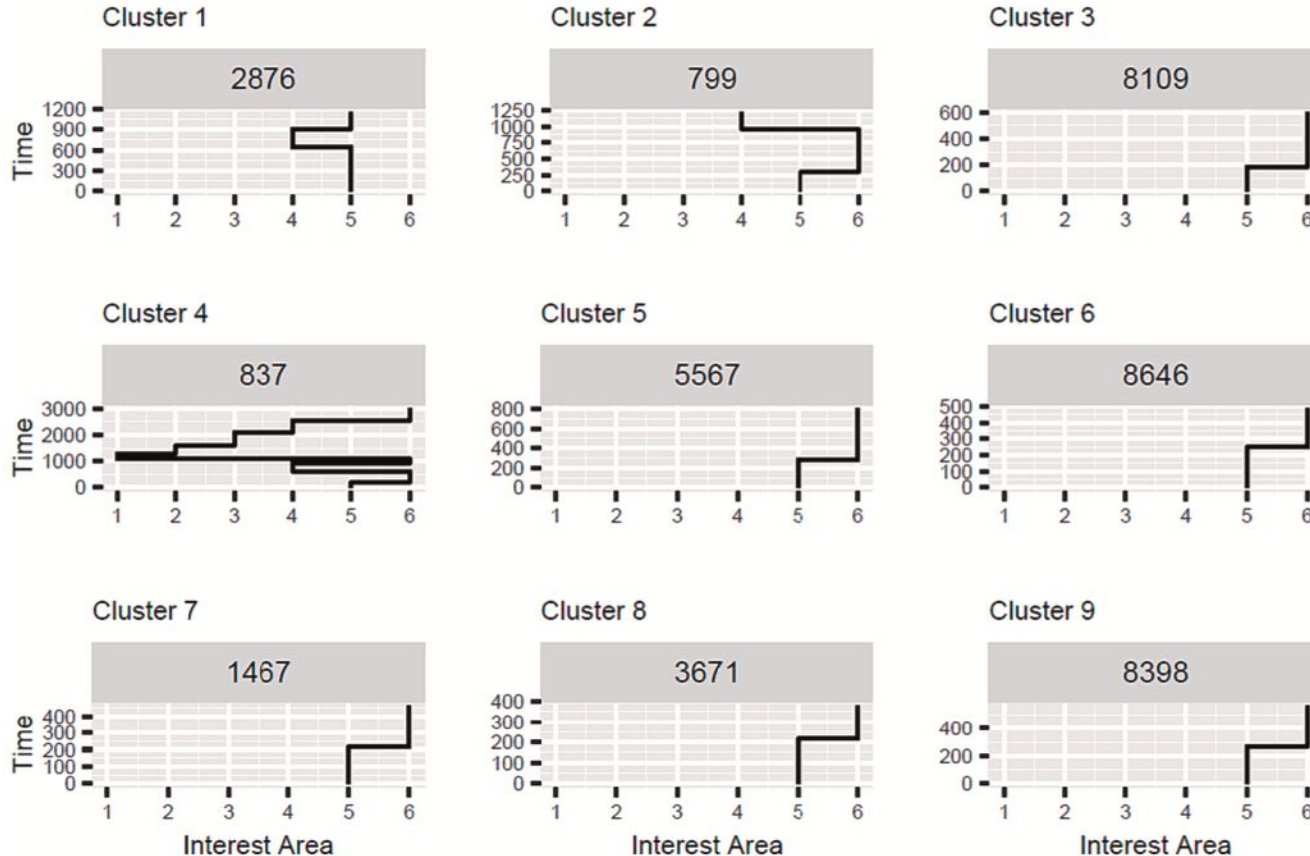 Cluster 1
Cluster 2
Cluster 3
2876
799
8109
Time
1200
900
600
300
0
1250
1000
750
500
250
0
600
400
200
0
1 2 3 4 5 6
1 2 3 4 5 6
1 2 3 4 5 6
Cluster 4
Cluster 5
Cluster 6
837
5567
8646
Time
3000
2000
1000
0
800
600
400
200
0
500
400
300
200
100
0
1 2 3 4 5 6
1 2 3 4 5 6
1 2 3 4 5 6
Cluster 7
Cluster 8
Cluster 9
1467
3671
8398
Time
400
300
200
100
0
400
300
200
100
0
400
200
0
1 2 3 4 5 6
1 2 3 4 5 6
1 2 3 4 5 6
Interest Area
Interest Area
Interest Area